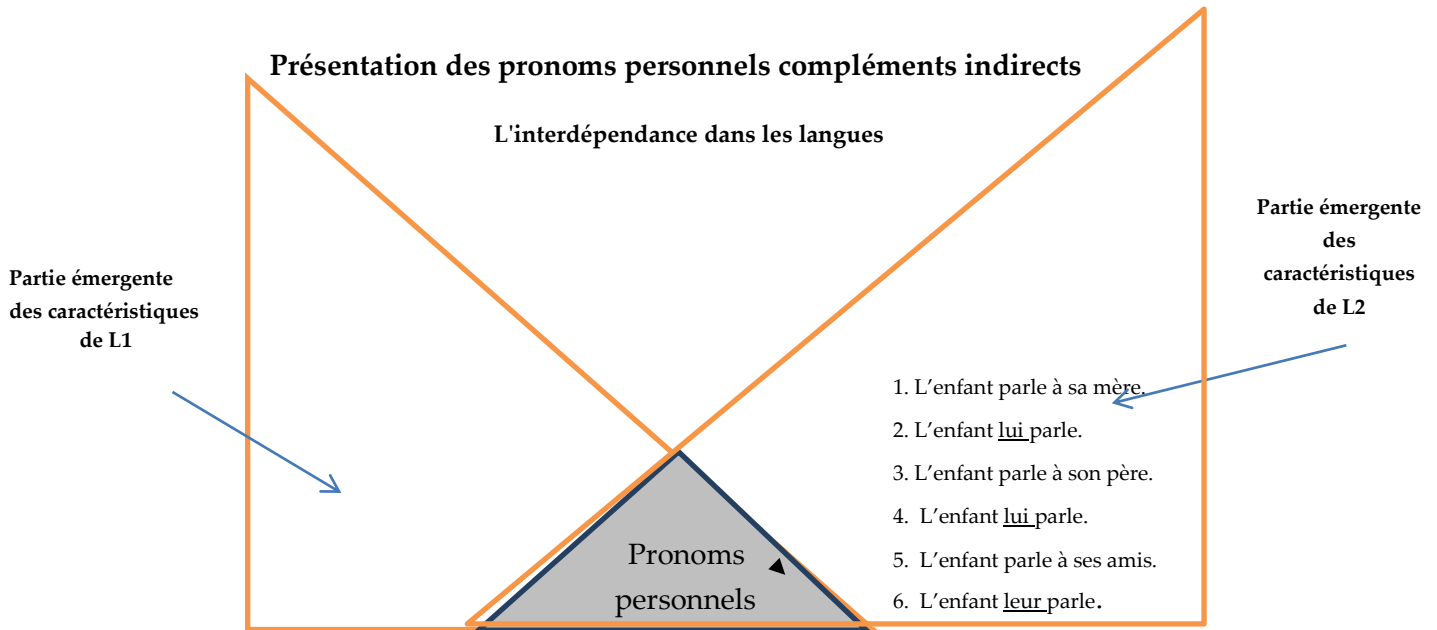 Présentation des pronoms personnels compléments indirects
L'interdépendance dans les langues
Partie émergente
des caractéristiques
de L1
Partie émergente
des
caractéristiques
de L2
1. L’enfant parle à sa mère.
2. L’enfant lui parle.
3. L’enfant parle à son père.
4. L’enfant lui parle.
5. L’enfant parle à ses amis.
6. L’enfant leur parle.
Pronoms
personnels